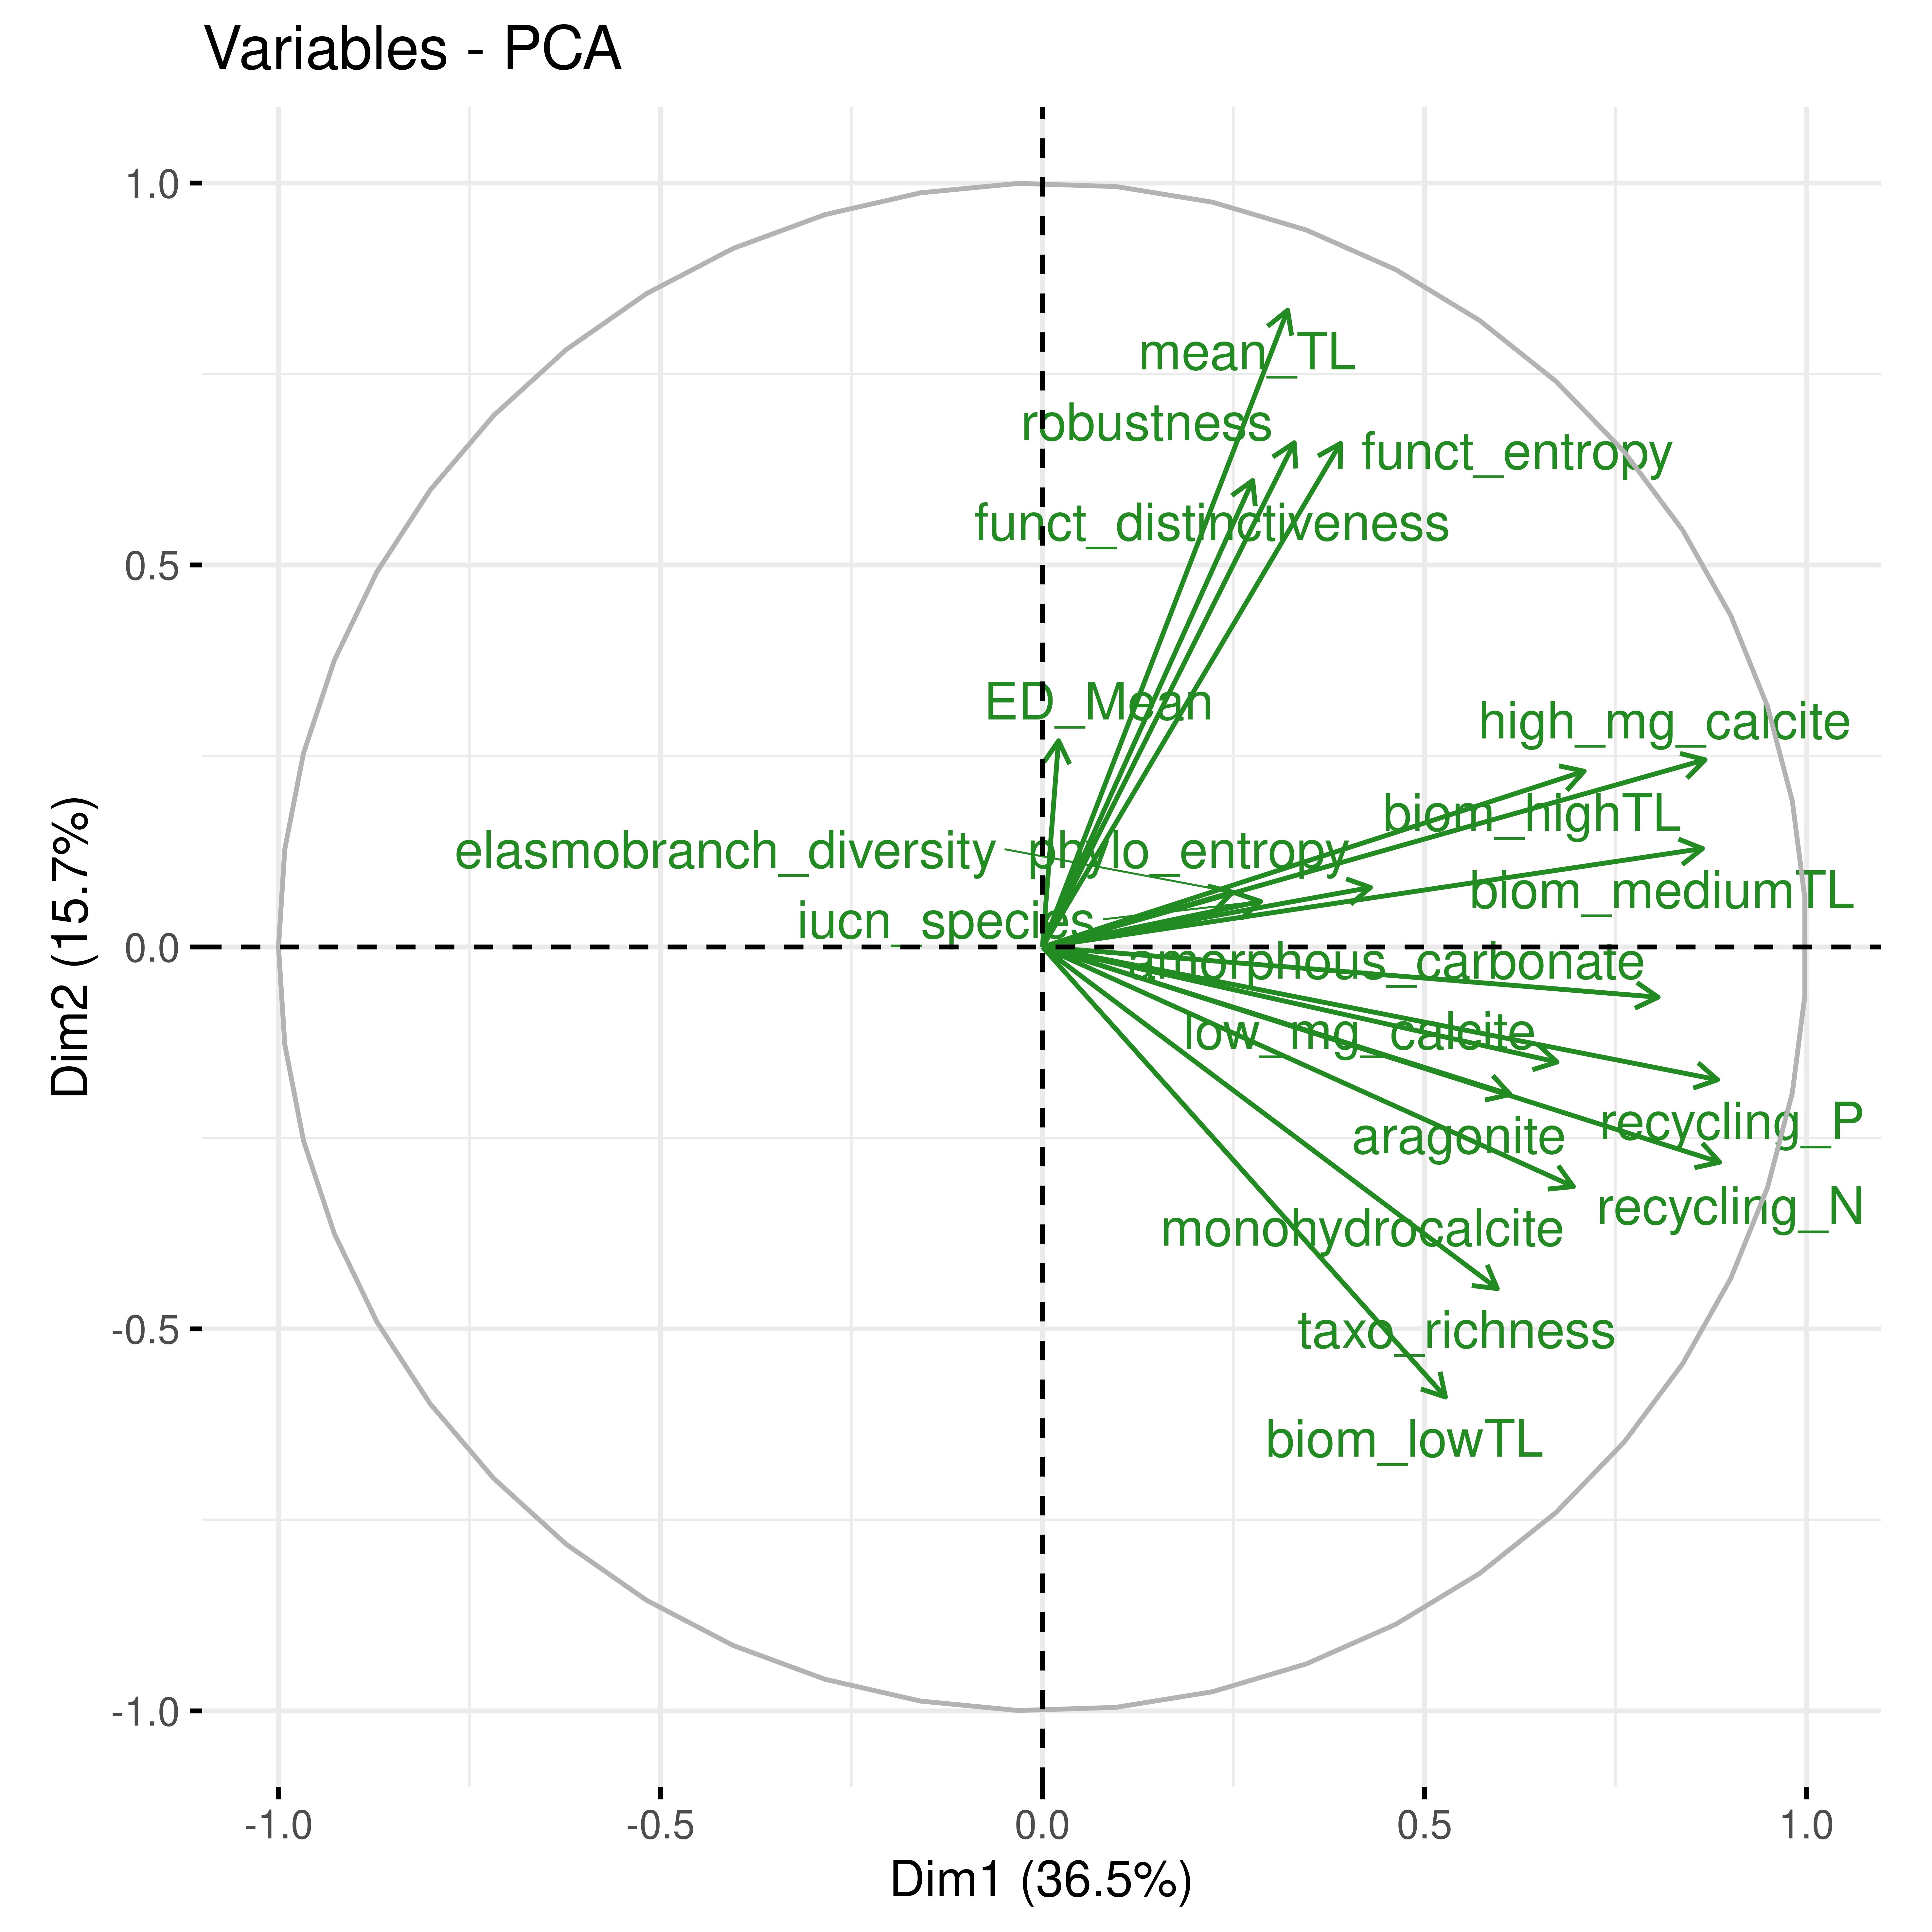 Variables - PCA
1.0
mean_TL
robustness
funct_entropy
funct_distinctiveness
0.5
ED_Mean
high_mg_calcite
biom_highTL
elasmobranch_diversity
phylo_entropy
biom_mediumTL
iucn_species
0.0
amorphous_carbonate
low_mg_calcite
recycling_P
aragonite
recycling_N
monohydrocalcite
-0.5
taxo_richness
biom_lowTL
-1.0
-1.0
-0.5
0.0
0.5
1.0
Dim1 (36.5%)
Dim2 (15.7%)